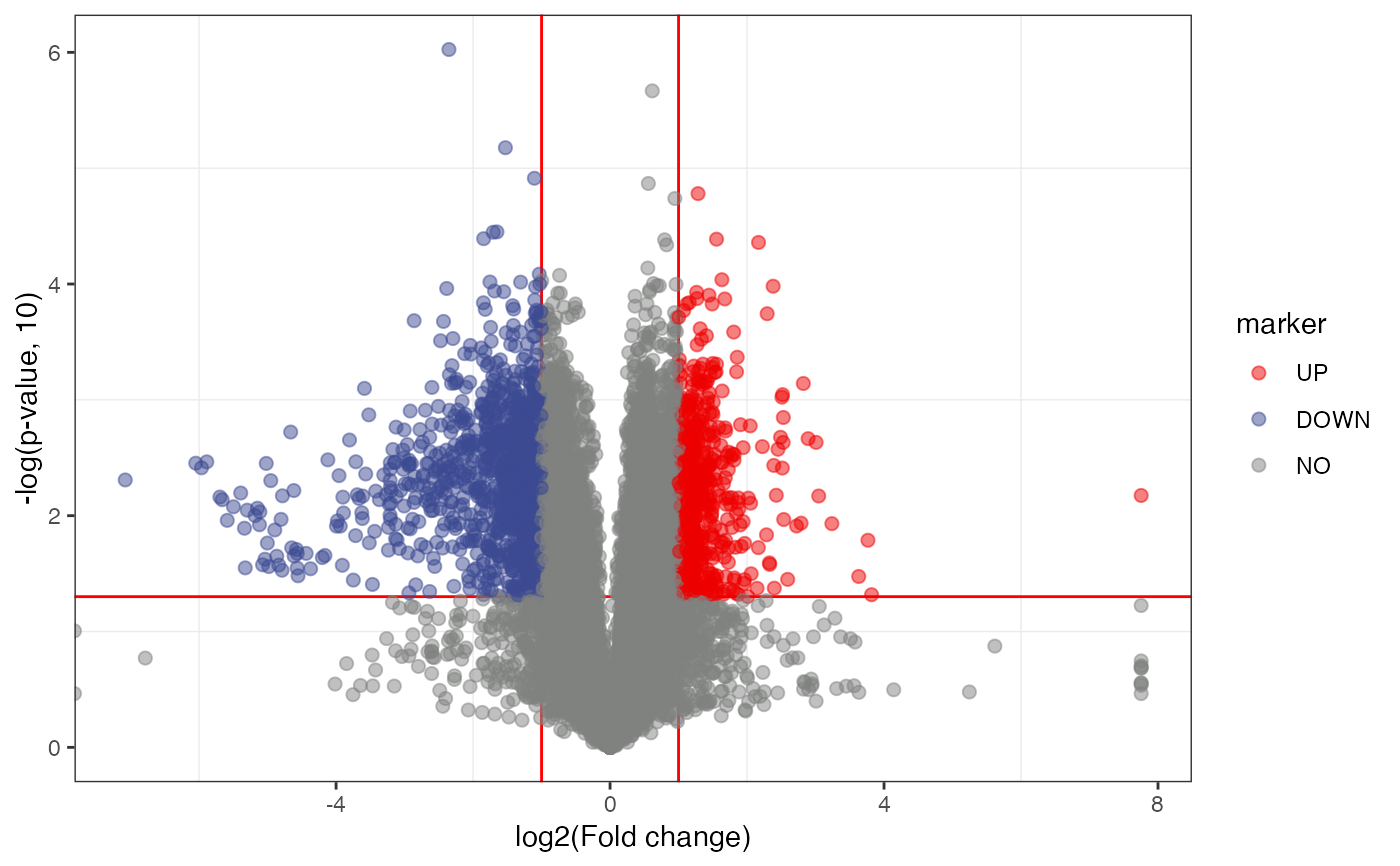 6
4
2
0
-log(p-value, 10)
-4
0
4
8
log2(Fold change)
marker
UP
DOWN
NO